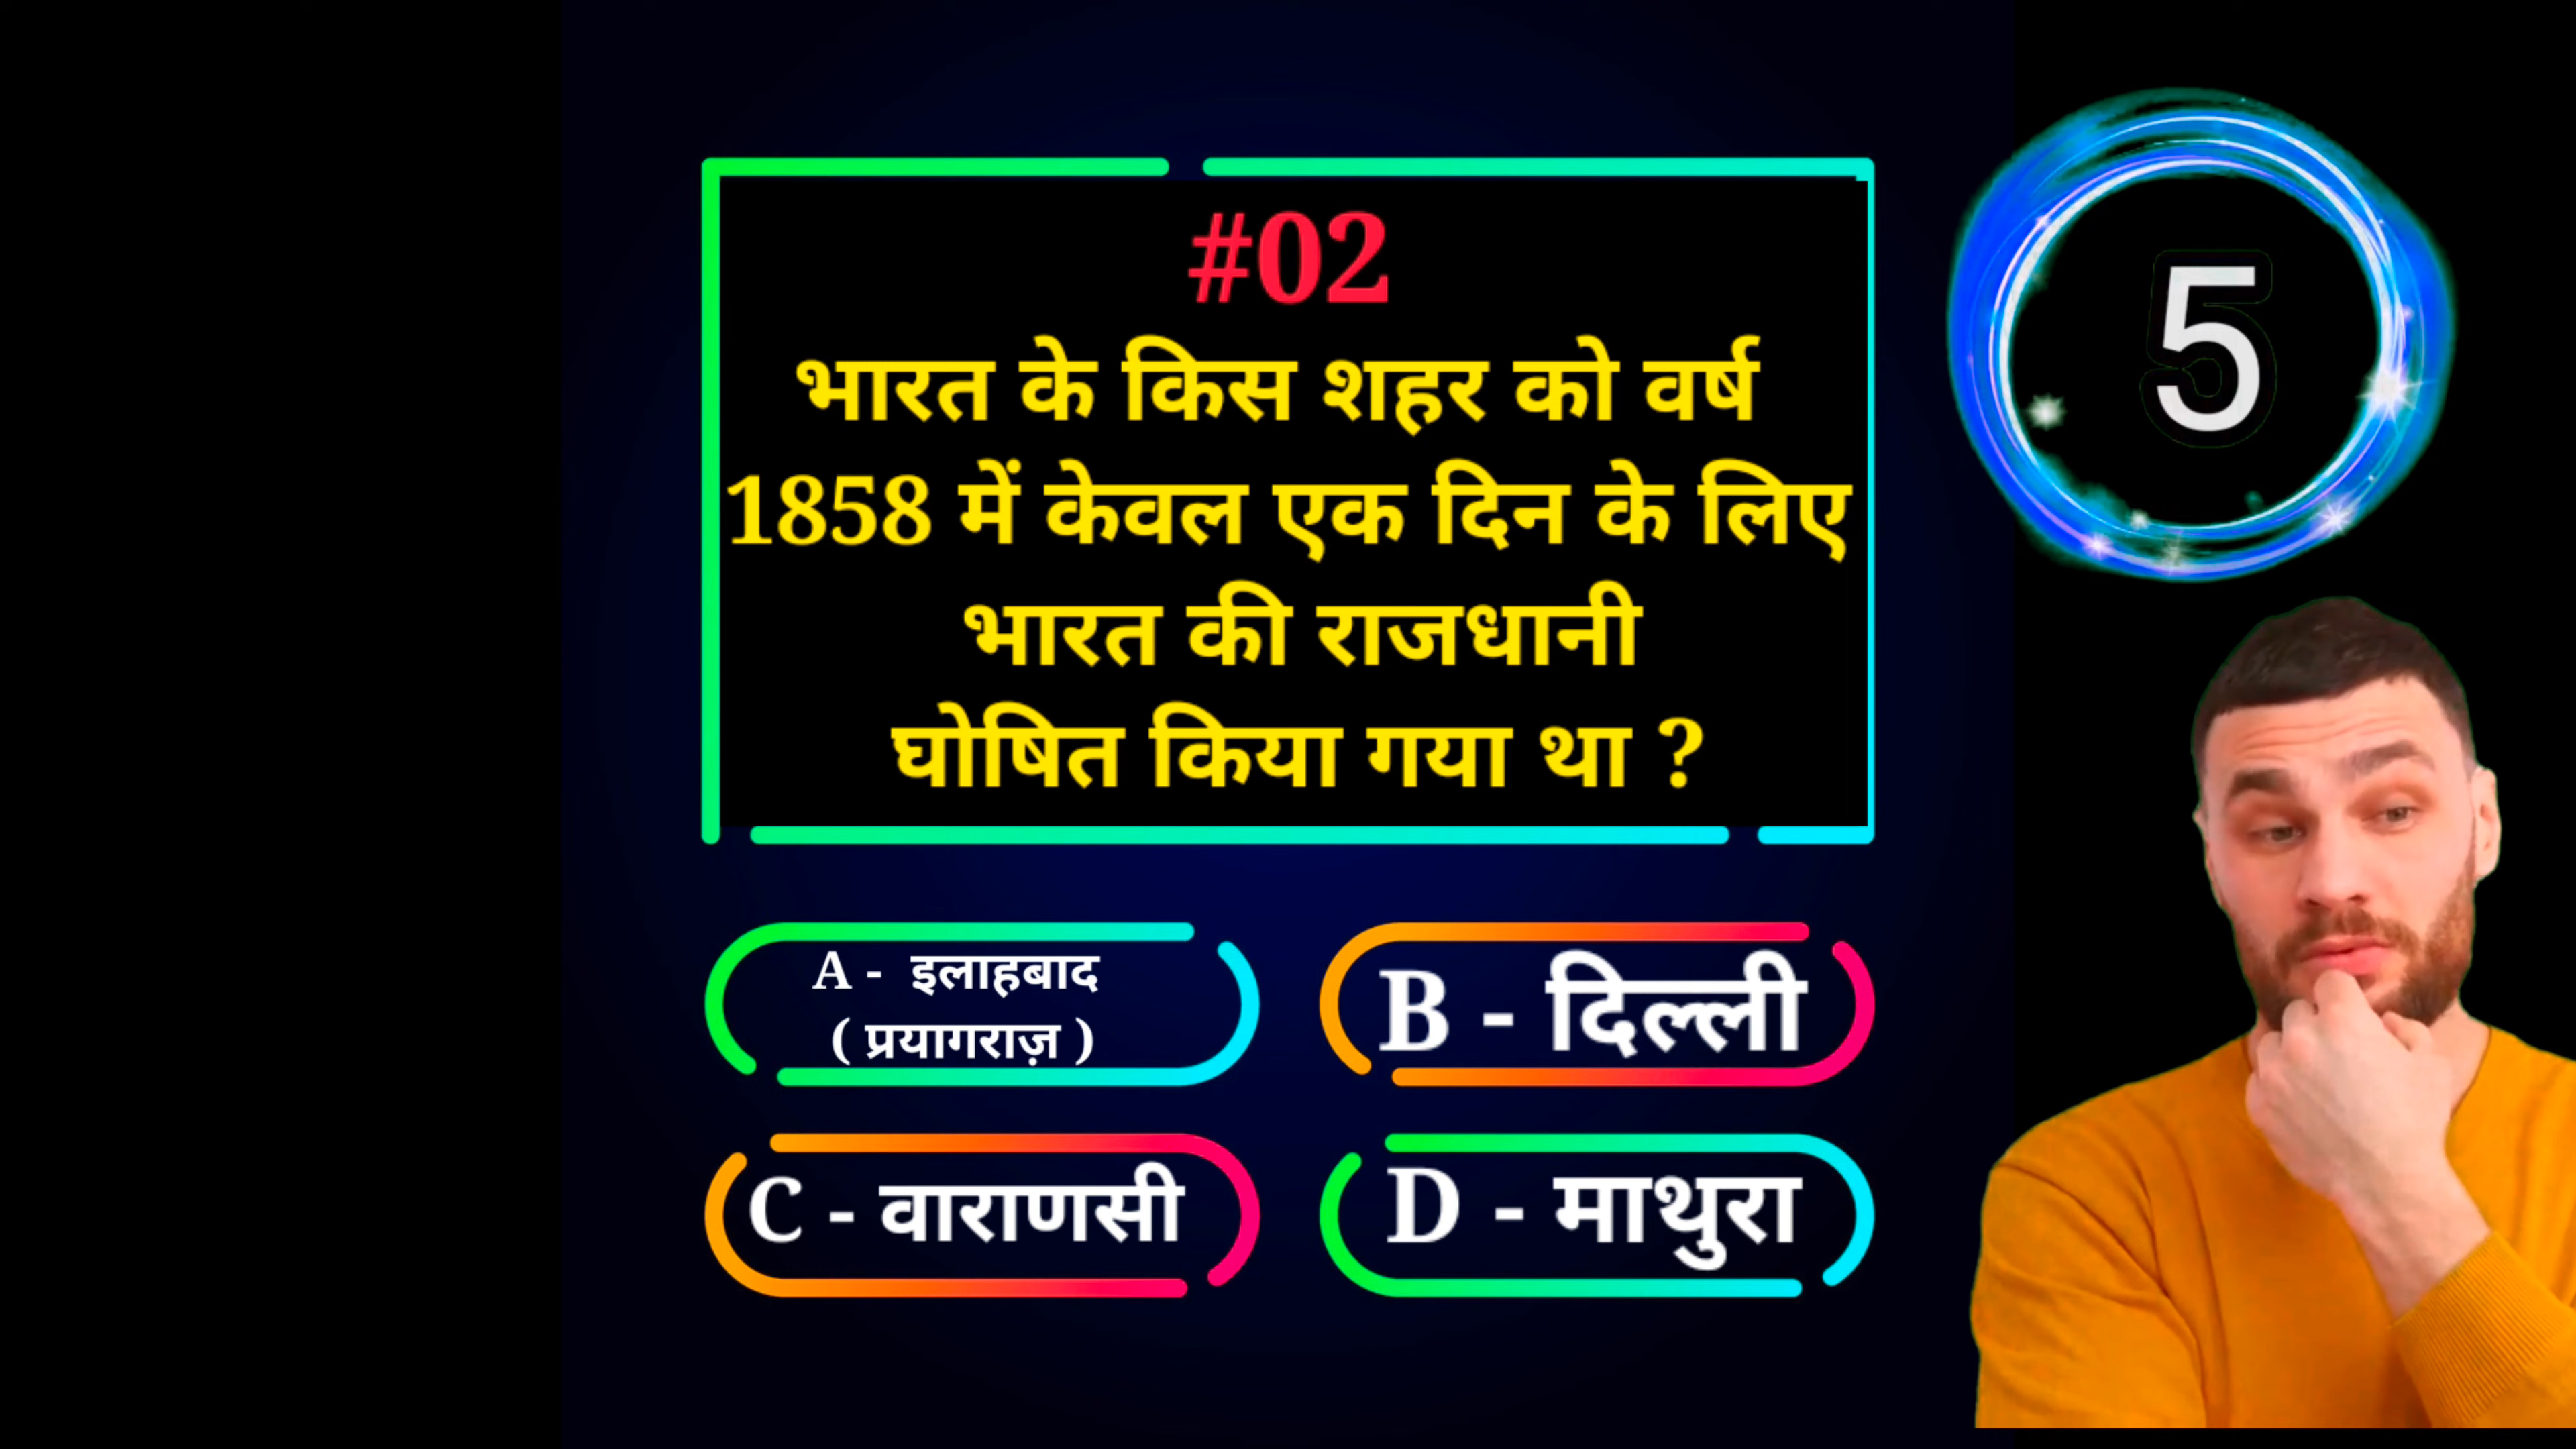 #02
भारत के किस शहर को वर्ष
1858 में केवल एक दिन के लिए
भारत की राजधानी
घोषित किया गया था ?
5
A - इलाहबाद
( प्रयागराज़ )
B - दिल्ली
C - वाराणसी
D - माथुरा